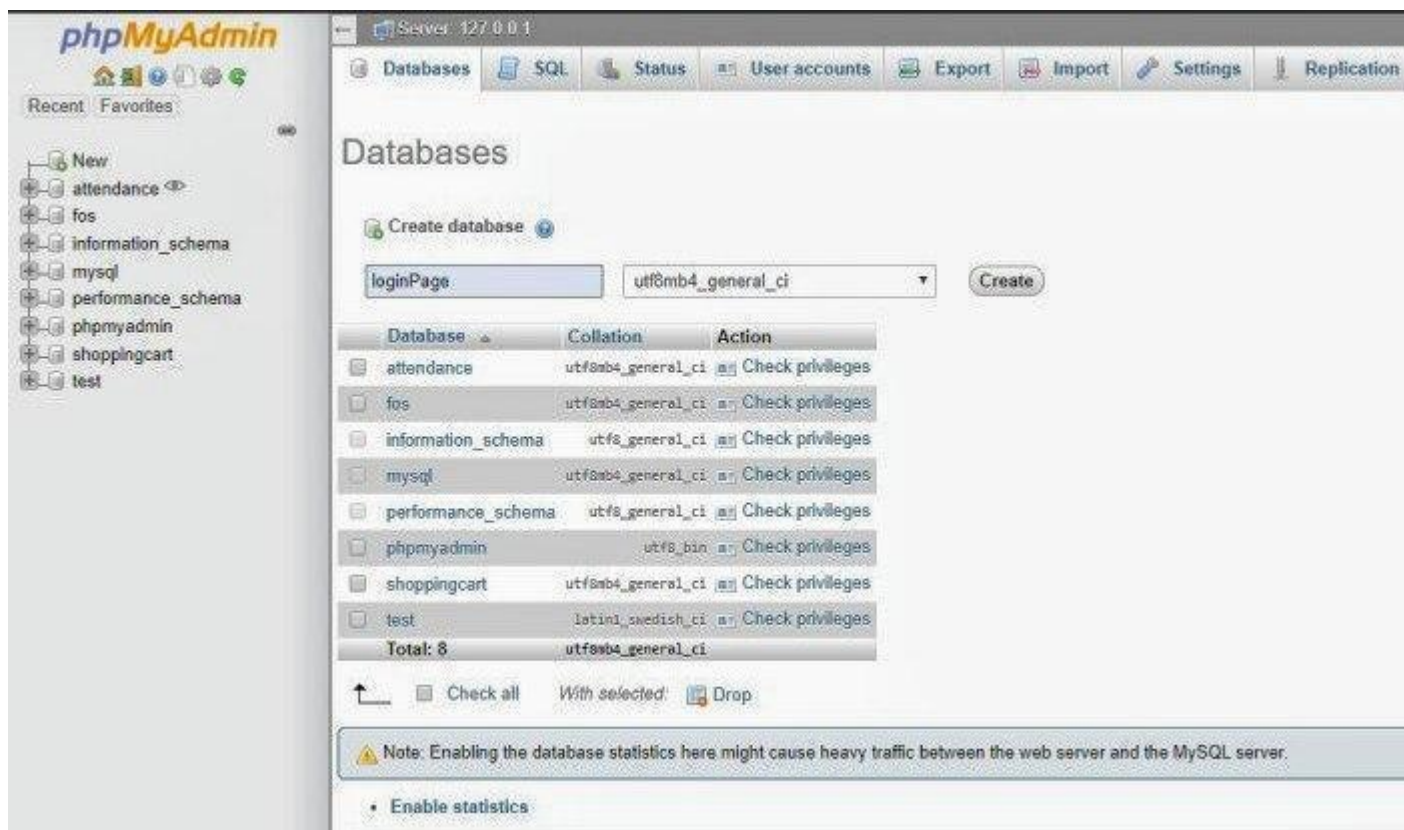 phpMyAdmin
Recent Favorites
New
attendance
fos
information_schema
mysql
performance_schema
phpmyadmin
shoppingcart
test
Server: 127.0.0.1
Databases SQL Status User accounts Export Import Settings Replication
Databases
Create database
loginPage utf8mb4_general_ci Create
Database Collation Action
attendance utf8mb4_general_ci Check privileges
fos utf8mb4_general_ci Check privileges
information_schema utf8_general_ci Check privileges
mysql utf8mb4_general_ci Check privileges
performance_schema utf8_general_ci Check privileges
phpmyadmin utf8_bin Check privileges
shoppingcart utf8mb4_general_ci Check privileges
test latin1_swedish_ci Check privileges
Total: 8 utf8mb4_general_ci
Check all With selected: Drop
Note: Enabling the database statistics here might cause heavy traffic between the web server and the MySQL server.
• Enable statistics